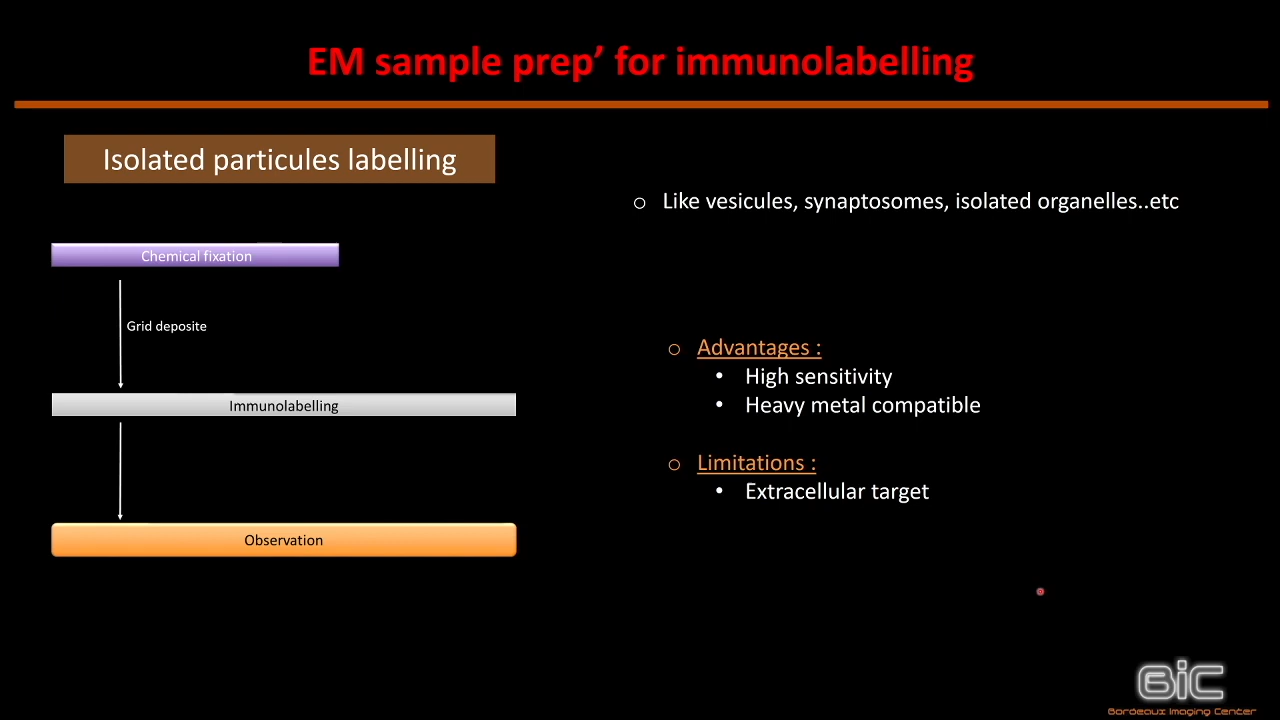 EM sample prep’ for immunolabelling
Isolated particules labelling
o Like vesicules, synaptosomes, isolated organelles..etc
Chemical fixation
Grid deposite
Immunolabelling
Observation
o Advantages :
• High sensitivity
• Heavy metal compatible
o Limitations :
• Extracellular target
BiC
Bordeaux Imaging Center